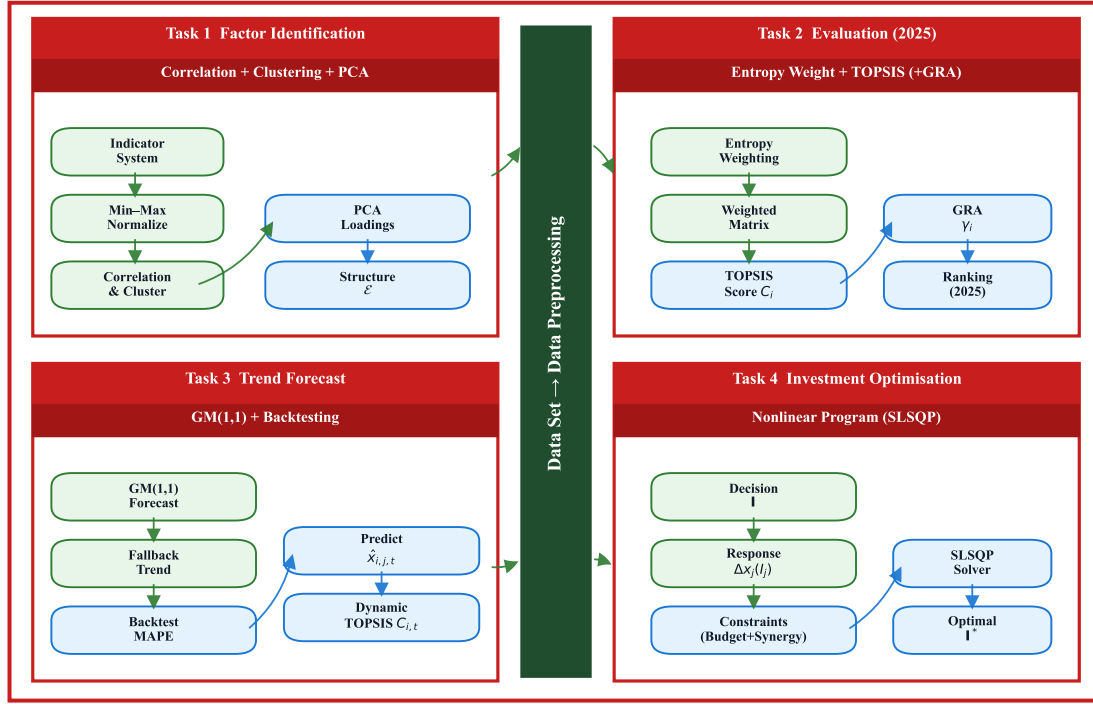 Task 1  Factor Identification
Correlation + Clustering + PCA
Indicator
System
Min–Max
Normalize
Correlation
& Cluster
PCA
Loadings
Structure
ℰ
Data Set → Data Preprocessing
Task 2  Evaluation (2025)
Entropy Weight + TOPSIS (+GRA)
Entropy
Weighting
Weighted
Matrix
TOPSIS
Score C_i
GRA
γ_i
Ranking
(2025)
Task 3  Trend Forecast
GM(1,1) + Backtesting
GM(1,1)
Forecast
Fallback
Trend
Backtest
MAPE
Predict
x̂_{i,j,t}
Dynamic
TOPSIS C_{i,t}
Task 4  Investment Optimisation
Nonlinear Program (SLSQP)
Decision
I
Response
Δx_j(I_j)
Constraints
(Budget+Synergy)
SLSQP
Solver
Optimal
I*